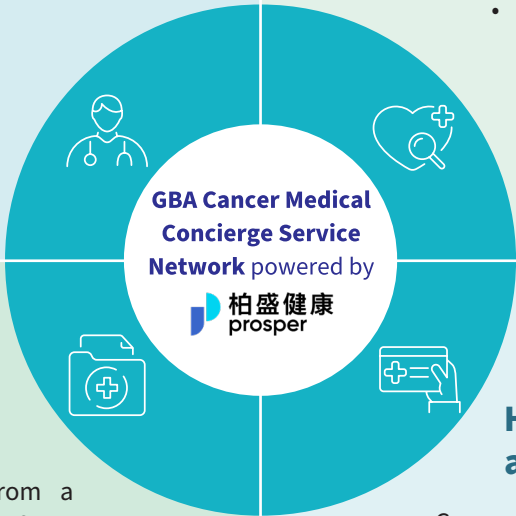 GBA Cancer Medical
Concierge Service
Network powered by
柏盛健康
prosper
rom a